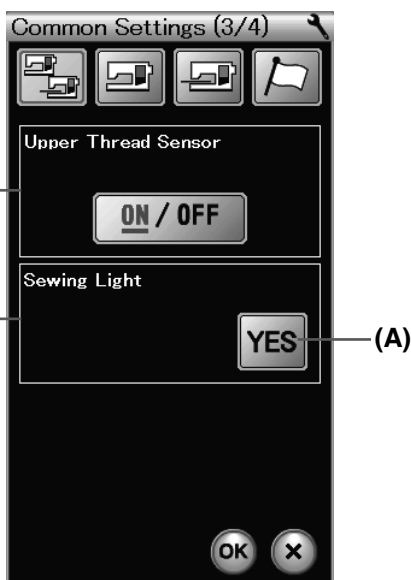 Common Settings (3/4)
Upper Thread Sensor
ON / OFF
Sewing Light
YES
(A)
OK